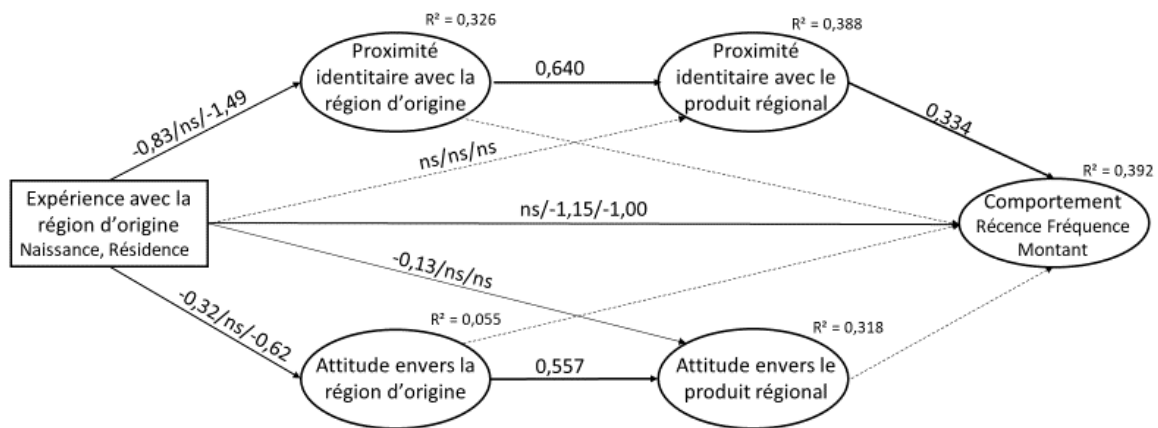 R² = 0,326
Proximité
identitaire avec la
région d’origine
0,640
R² = 0,388
Proximité
identitaire avec le
produit régional
-0,83/ns/-1,49
ns/ns/ns
0,334
Expérience avec la
région d’origine
Naissance, Résidence
ns/-1,15/-1,00
R² = 0,392
Comportement
Récence Fréquence
Montant
-0,13/ns/ns
-0,32/ns/-0,62
R² = 0,055
Attitude envers la
région d’origine
0,557
R² = 0,318
Attitude envers le
produit régional